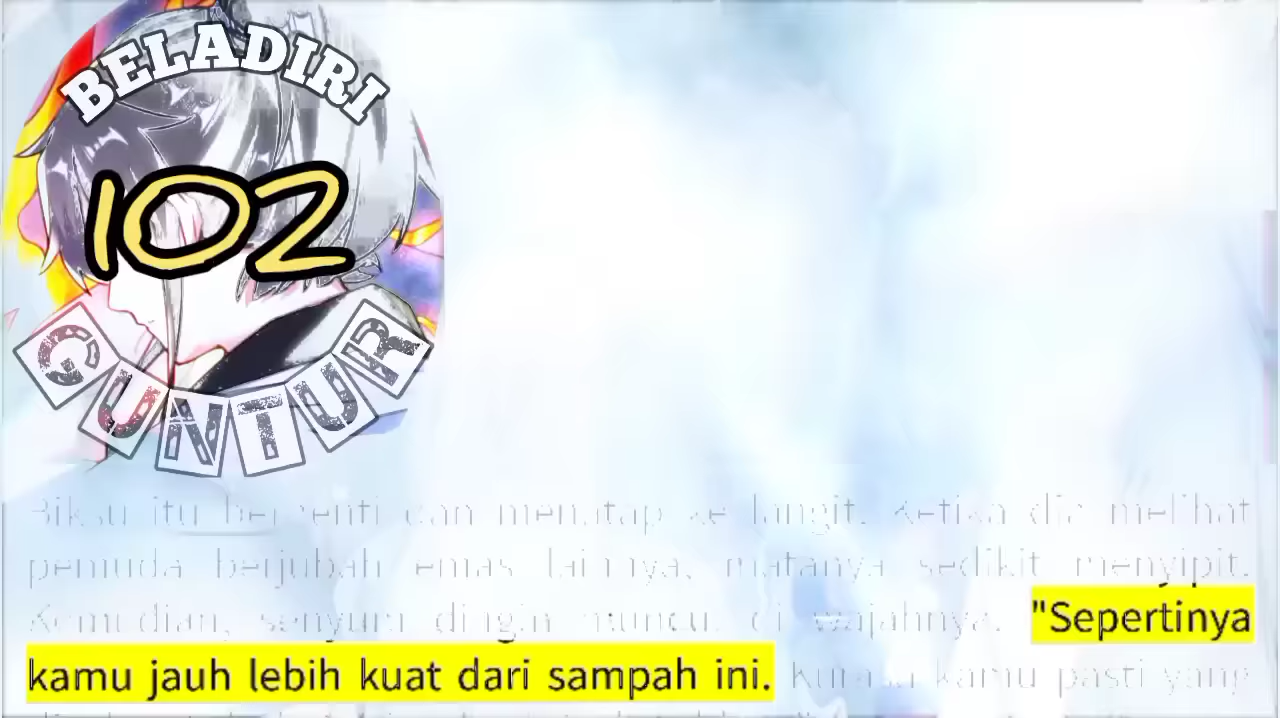 BELADIRI
102
GUNTUR
Biksu itu berhenti dan menatap ke langit. Ketika dia melihat
pemuda berjubah emas lainnya, matanya sedikit menyipit.
Kemudian, senyum dingin muncul di wajahnya. "Sepertinya
kamu jauh lebih kuat dari sampah ini. Kurasa kamu pasti yang